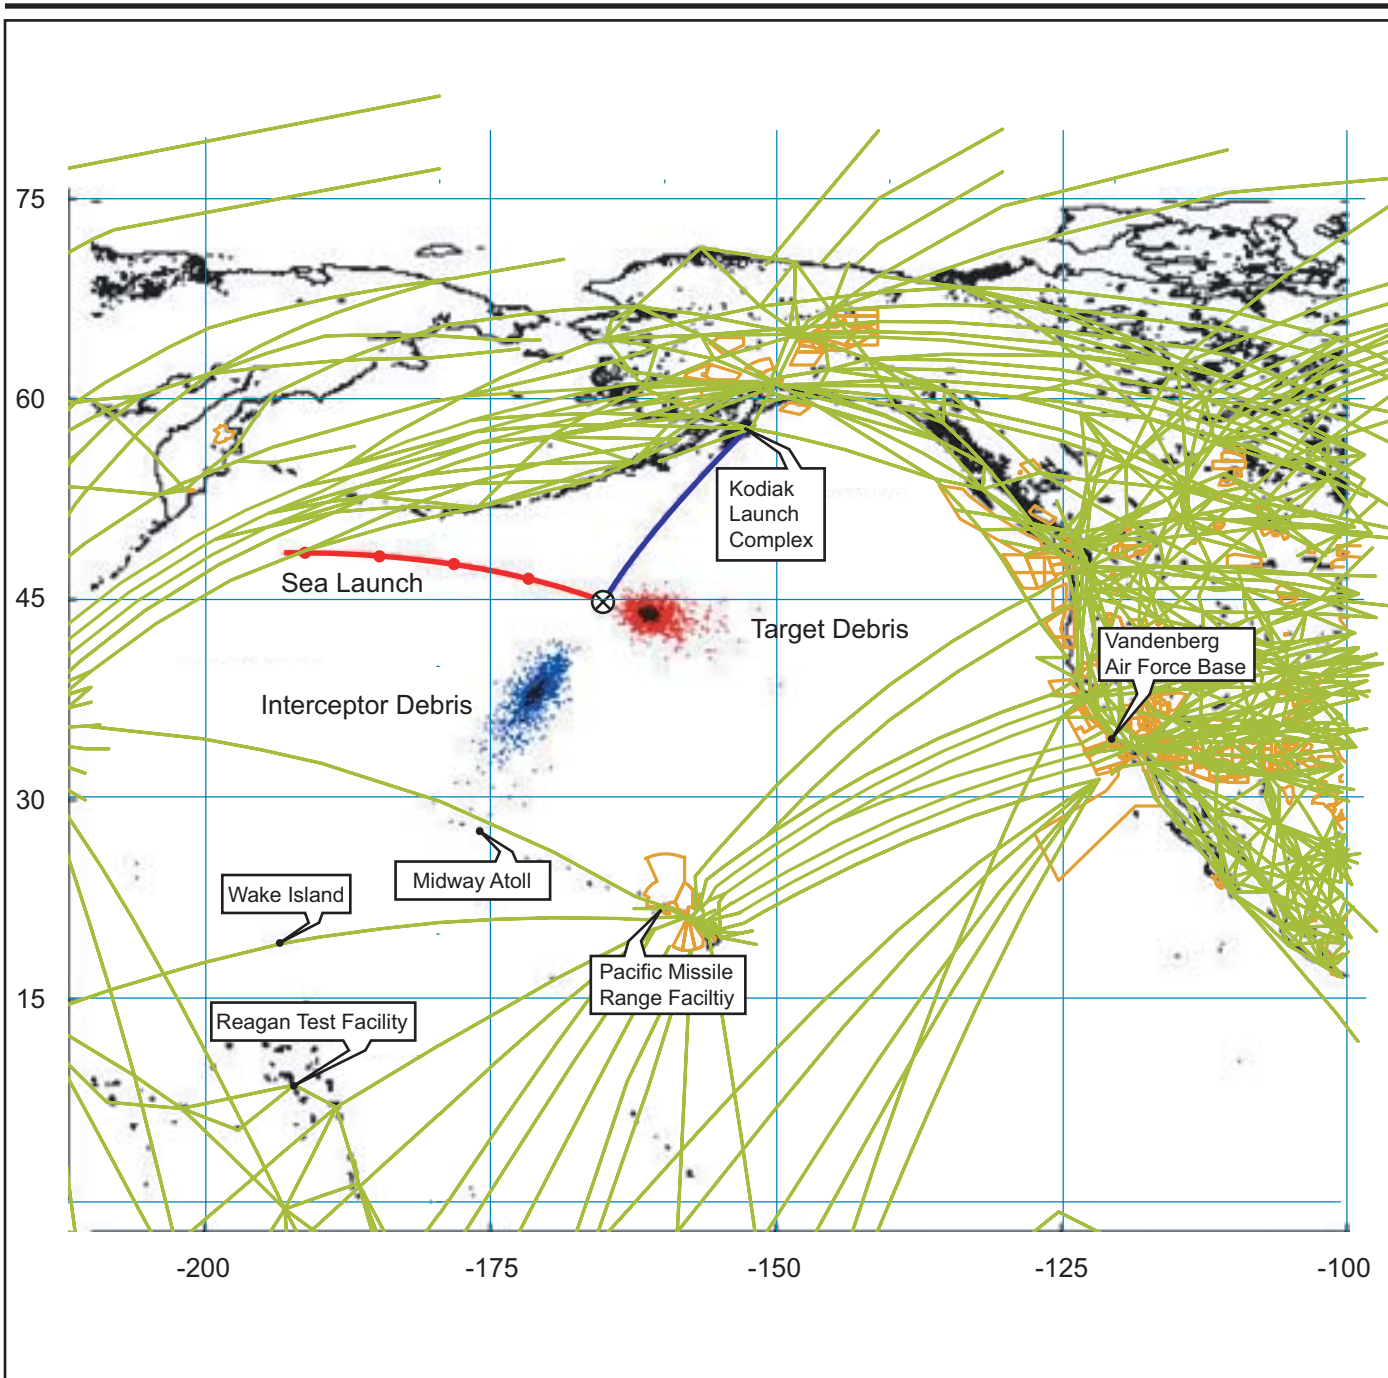 75
60
Kodiak
Launch
Complex
Sea Launch
45
Target Debris
Vandenberg
Air Force Base
Interceptor Debris
30
Midway Atoll
Wake Island
Pacific Missile
Range Faciltiy
15
Reagan Test Facility
-200
-175
-150
-125
-100